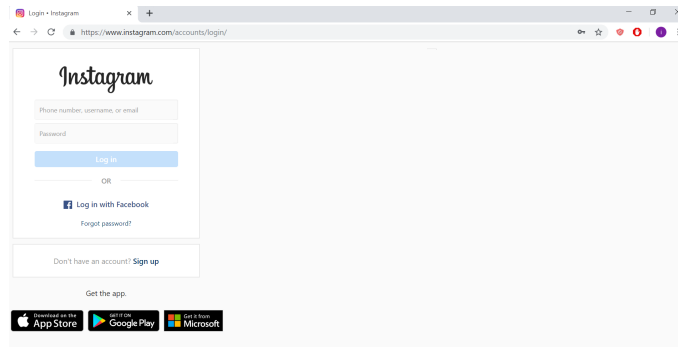 Login • Instagram
https://www.instagram.com/accounts/login/
Instagram
Phone number, username, or email
Password
Log in
OR
Log in with Facebook
Forgot password?
Don't have an account? Sign up
Get the app.
Download on the
App Store
GET IT ON
Google Play
Get it from
Microsoft